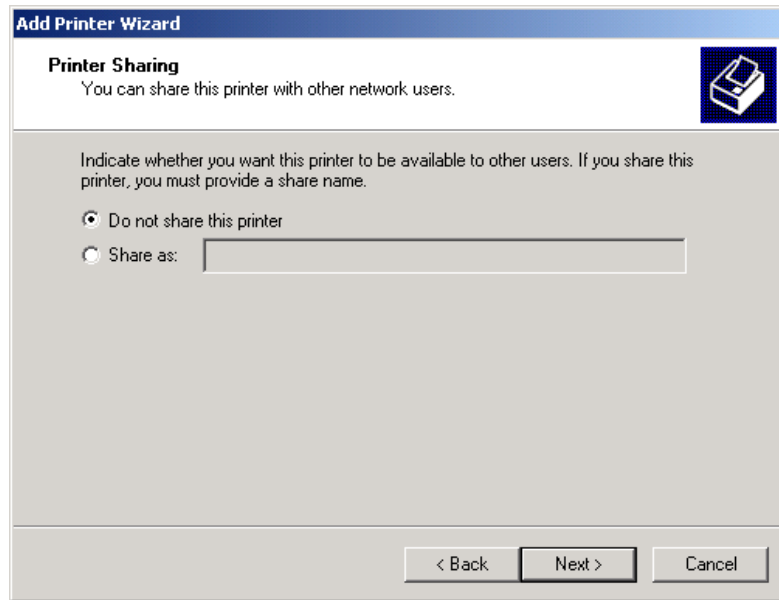 Add Printer Wizard
Printer Sharing
You can share this printer with other network users.
Indicate whether you want this printer to be available to other users. If you share this
printer, you must provide a share name.
Do not share this printer
Share as:
< Back Next > Cancel